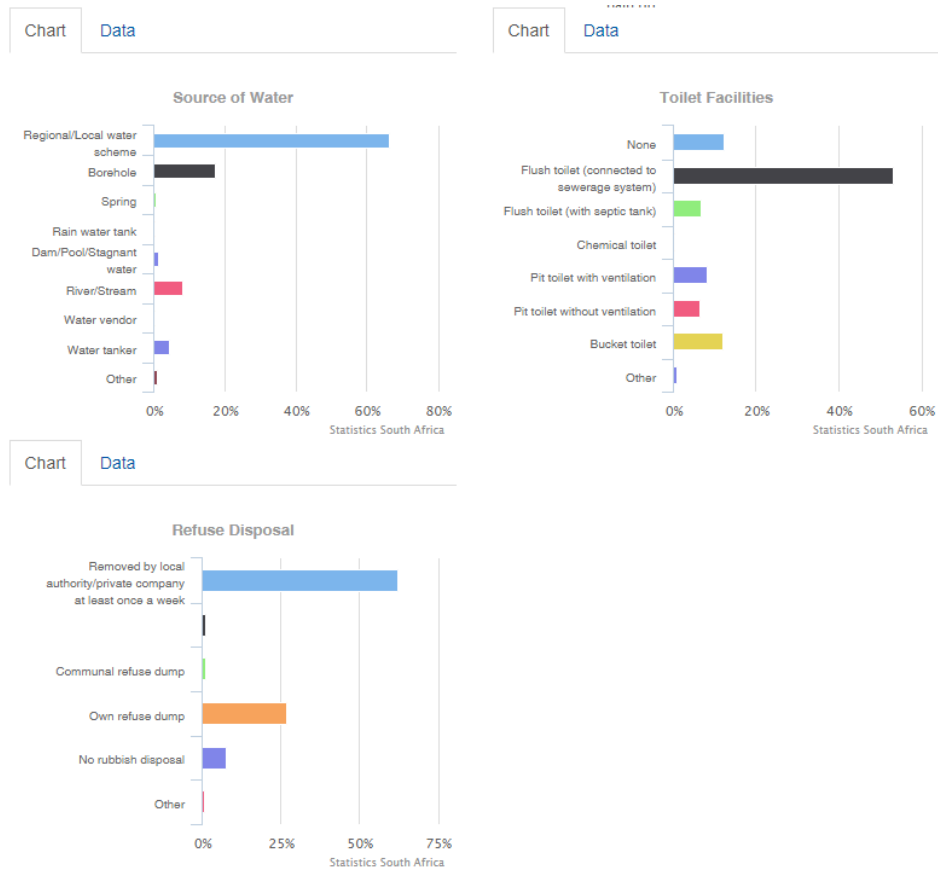 Chart Data
Source of Water
Regional/Local water
scheme
Borehole
Spring
Rain water tank
Dam/Pool/Stagnant
water
River/Stream
Water vendor
Water tanker
Other
0% 20% 40% 60% 80%
Statistics South Africa
Chart Data
Toilet Facilities
None
Flush toilet (connected to
sewerage system)
Flush toilet (with septic tank)
Chemical toilet
Pit toilet with ventilation
Pit toilet without ventilation
Bucket toilet
Other
0% 20% 40% 60%
Statistics South Africa
Chart Data
Refuse Disposal
Removed by local
authority/private company
at least once a week
Communal refuse dump
Own refuse dump
No rubbish disposal
Other
0% 25% 50% 75%
Statistics South Africa